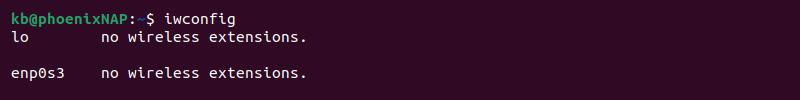 kb@phoenixNAP:~$ iwconfig
lo        no wireless extensions.
enp0s3    no wireless extensions.